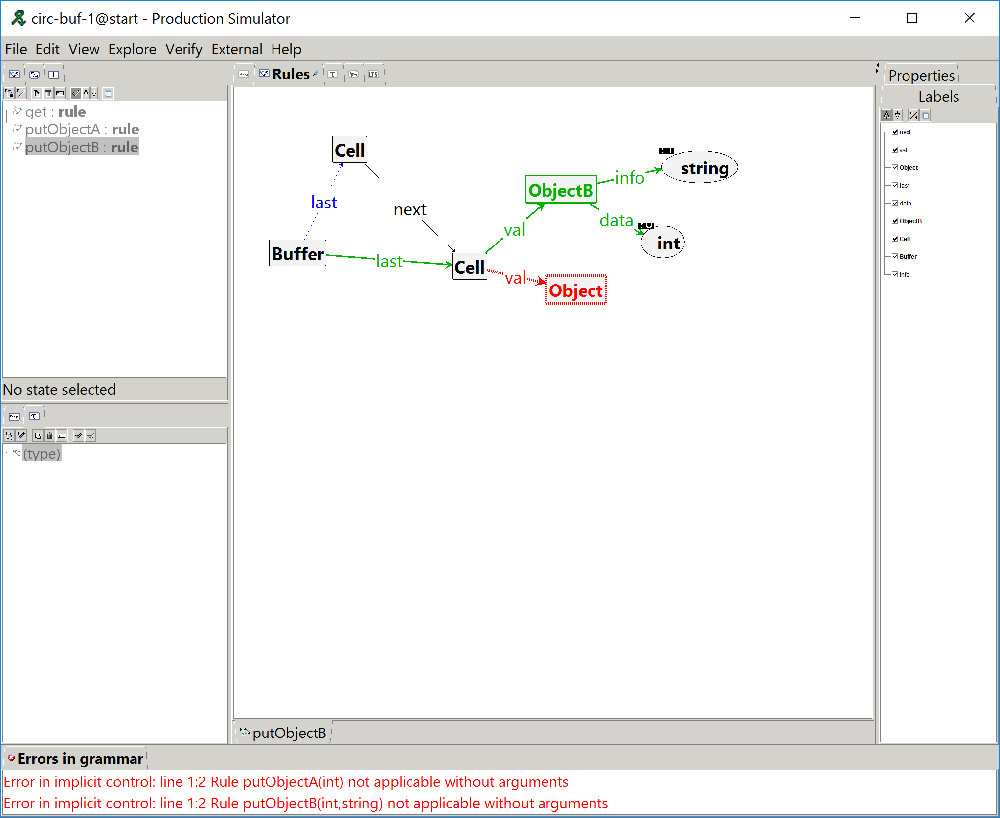 circ-buf-1@start - Production Simulator
File Edit View Explore Verify External Help
get : rule
putObjectA : rule
putObjectB : rule
No state selected
(type)
Rules
LTS
Cell
string
info
ObjectB
last
next
data
val
int
Buffer
last
Cell
val
Object
putObjectB
Properties
Labels
next
val
Object
last
data
ObjectB
Cell
Buffer
info
Errors in grammar
Error in implicit control: line 1:2 Rule putObjectA(int) not applicable without arguments
Error in implicit control: line 1:2 Rule putObjectB(int,string) not applicable without arguments